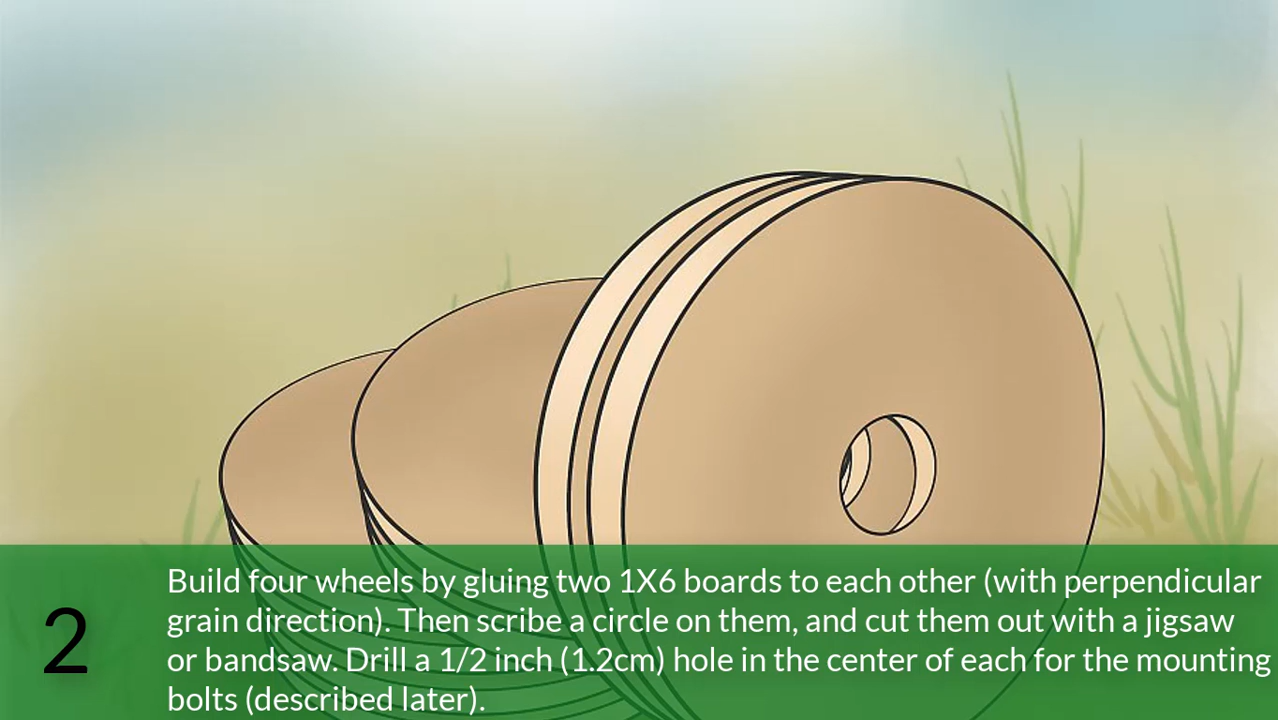 2
Build four wheels by gluing two 1X6 boards to each other (with perpendicular
grain direction). Then scribe a circle on them, and cut them out with a jigsaw
or bandsaw. Drill a 1/2 inch (1.2cm) hole in the center of each for the mounting
bolts (described later).